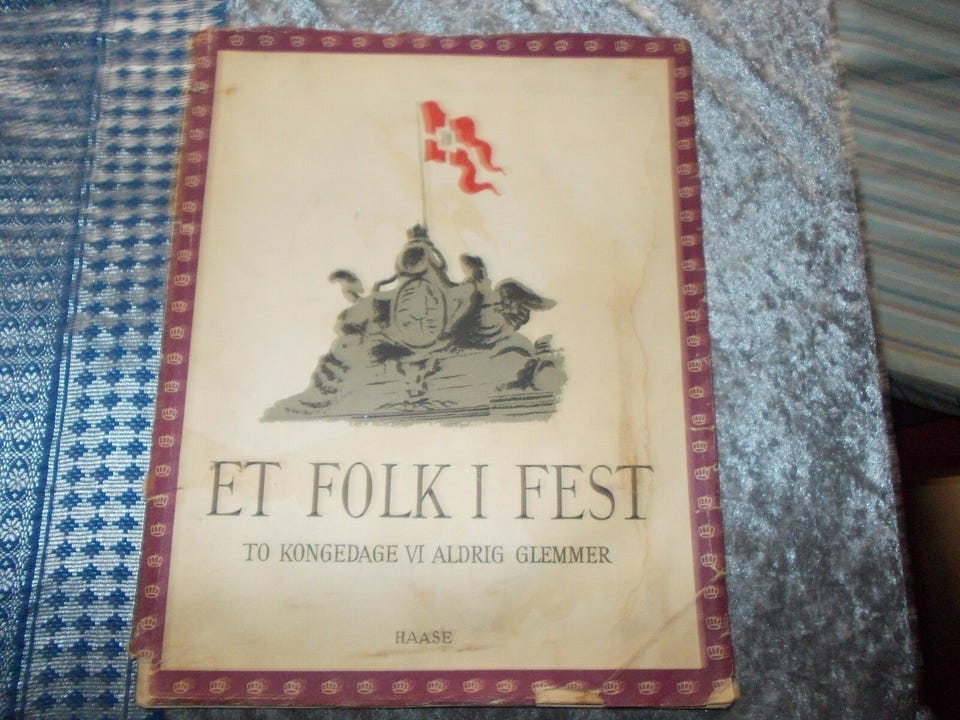 ET FOLK I FEST
TO KONGEDAGE VI ALDRIG GLEMMER
HAASE